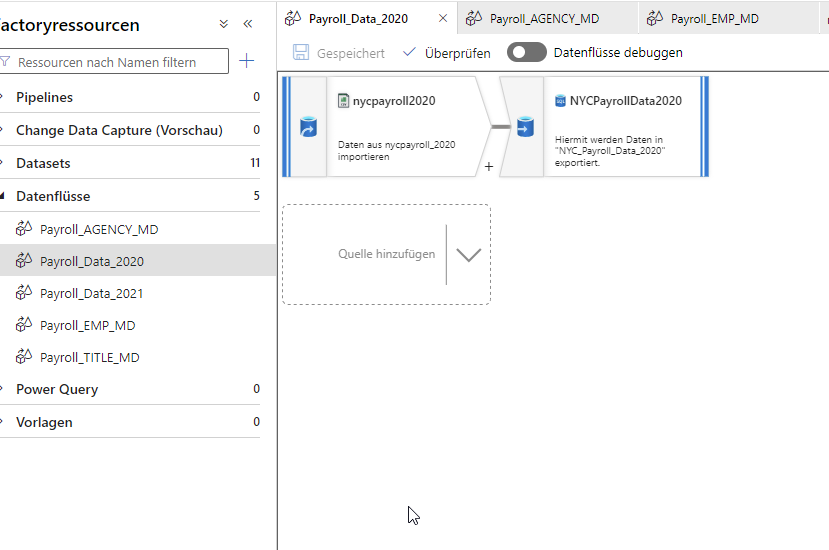 Factoryressourcen
Ressourcen nach Namen filtern
Pipelines 0
Change Data Capture (Vorschau) 0
Datasets 11
Datenflüsse 5
Payroll_AGENCY_MD
Payroll_Data_2020
Payroll_Data_2021
Payroll_EMP_MD
Payroll_TITLE_MD
Power Query 0
Vorlagen 0
Payroll_Data_2020
Payroll_AGENCY_MD
Payroll_EMP_MD
Gespeichert
Überprüfen
Datenflüsse debuggen
nycpayroll2020
Daten aus nycpayroll_2020
importieren
NYCPayrollData2020
Hiermit werden Daten in
"NYC_Payroll_Data_2020"
exportiert.
Quelle hinzufügen